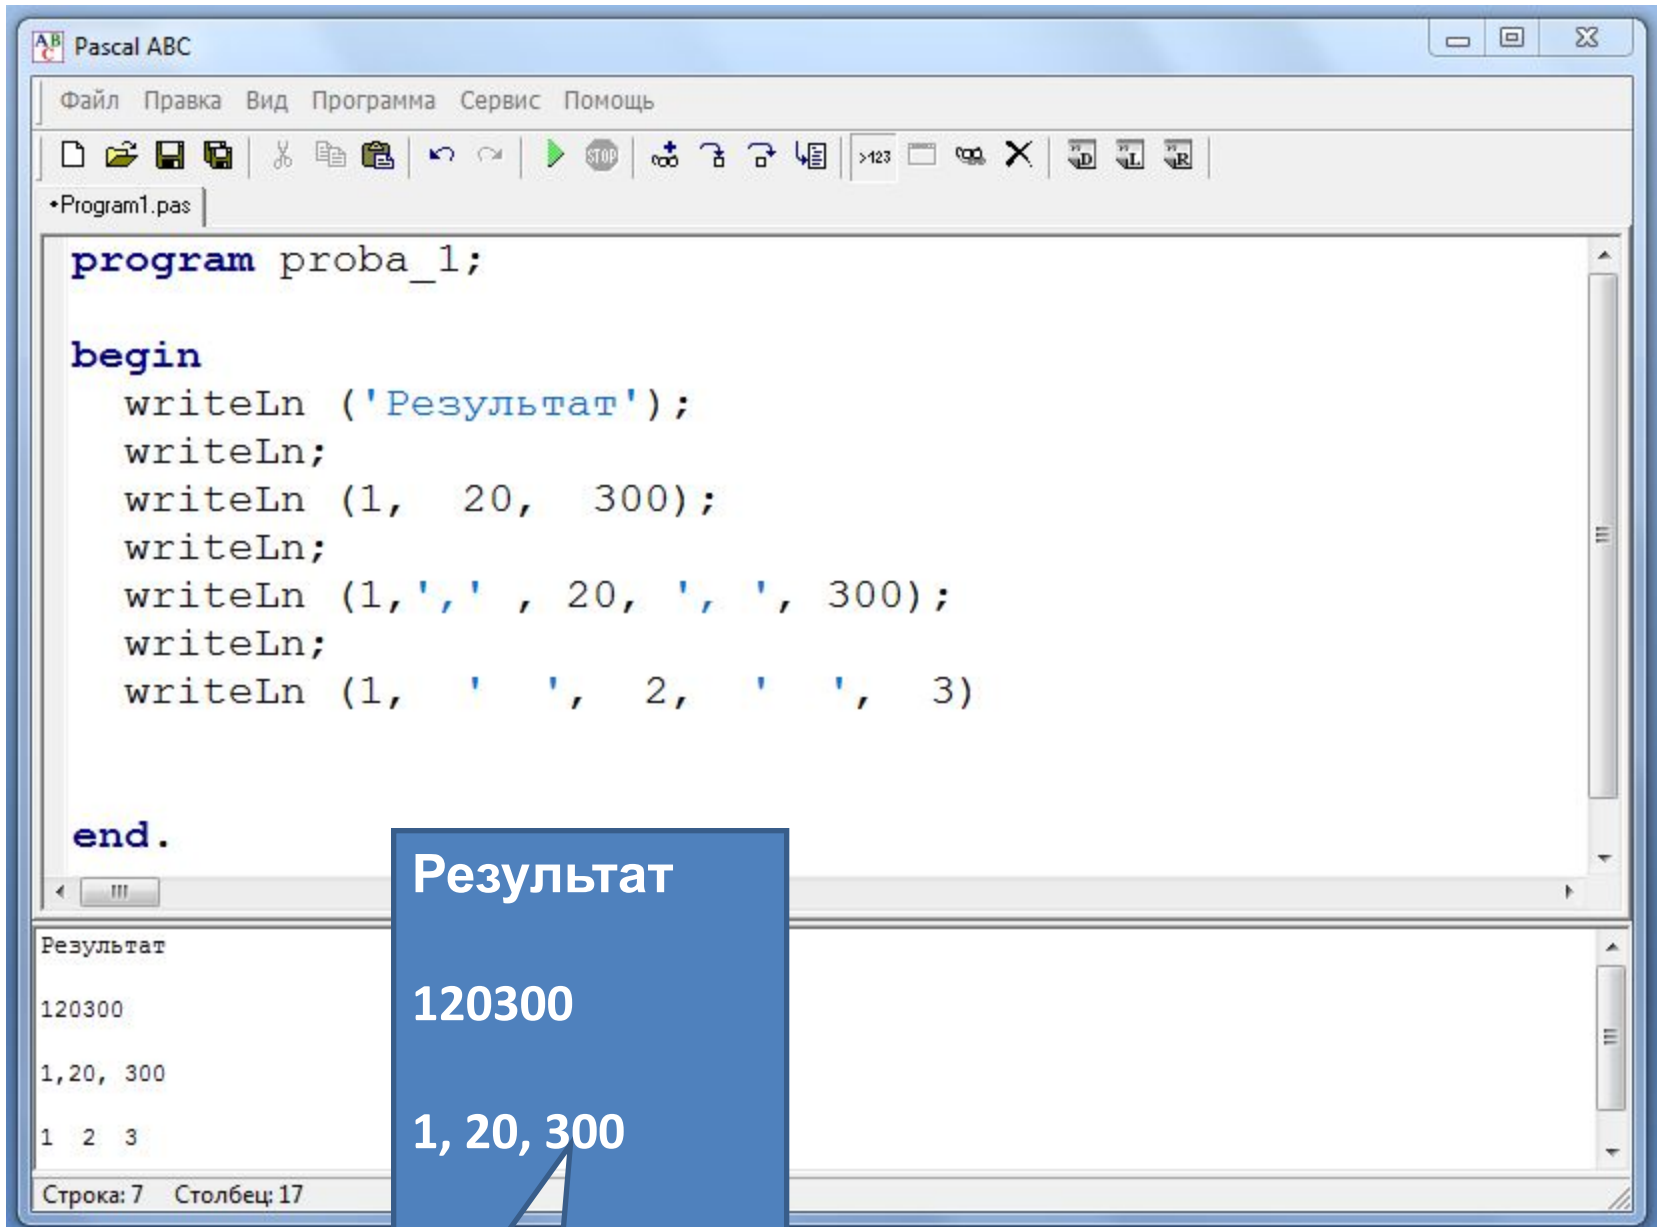 Pascal ABC
Файл Правка Вид Программа Сервис Помощь
STOP >123 D L R
•Program1.pas
program proba_1;
begin
writeLn ('Результат');
writeLn;
writeLn (1,  20,  300);
writeLn;
writeLn (1,',' , 20, ', ', 300);
writeLn;
writeLn (1,  '  ',  2,  '  ',  3)
end.
Результат
120300
1,20, 300
1  2  3
Результат
120300
1, 20, 300
Строка: 7 Столбец: 17